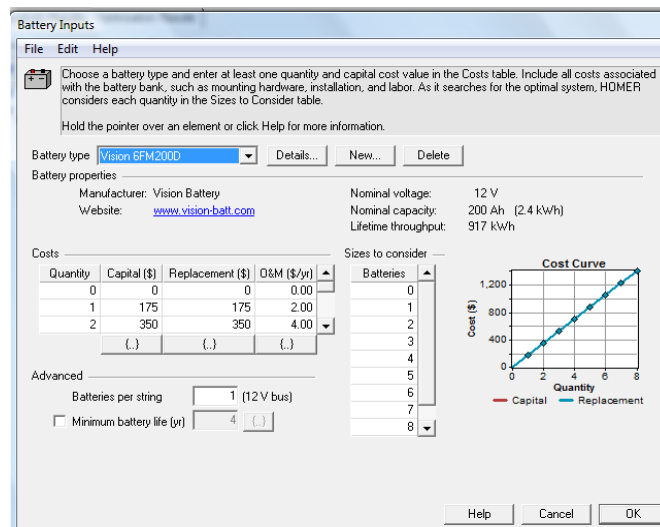 Battery Inputs
File Edit Help
Choose a battery type and enter at least one quantity and capital cost value in the Costs table. Include all costs associated
with the battery bank, such as mounting hardware, installation, and labor. As it searches for the optimal system, HOMER
considers each quantity in the Sizes to Consider table.
Hold the pointer over an element or click Help for more information.
Battery type Vision 6FM200D Details... New... Delete
Battery properties
Manufacturer: Vision Battery
Website: www.vision-batt.com
Nominal voltage: 12 V
Nominal capacity: 200 Ah (2.4 kWh)
Lifetime throughput: 917 kWh
Costs
Quantity Capital ($) Replacement ($) O&M ($/yr)
0 0 0 0.00
1 175 175 2.00
2 350 350 4.00
{..} {..} {..}
Sizes to consider
Batteries
0
1
2
3
4
5
6
7
8
Cost Curve
Cost ($)
1,200
800
400
0
0 2 4 6 8
Quantity
Capital Replacement
Advanced
Batteries per string 1 (12 V bus)
Minimum battery life (yr) 4 {..}
Help Cancel OK